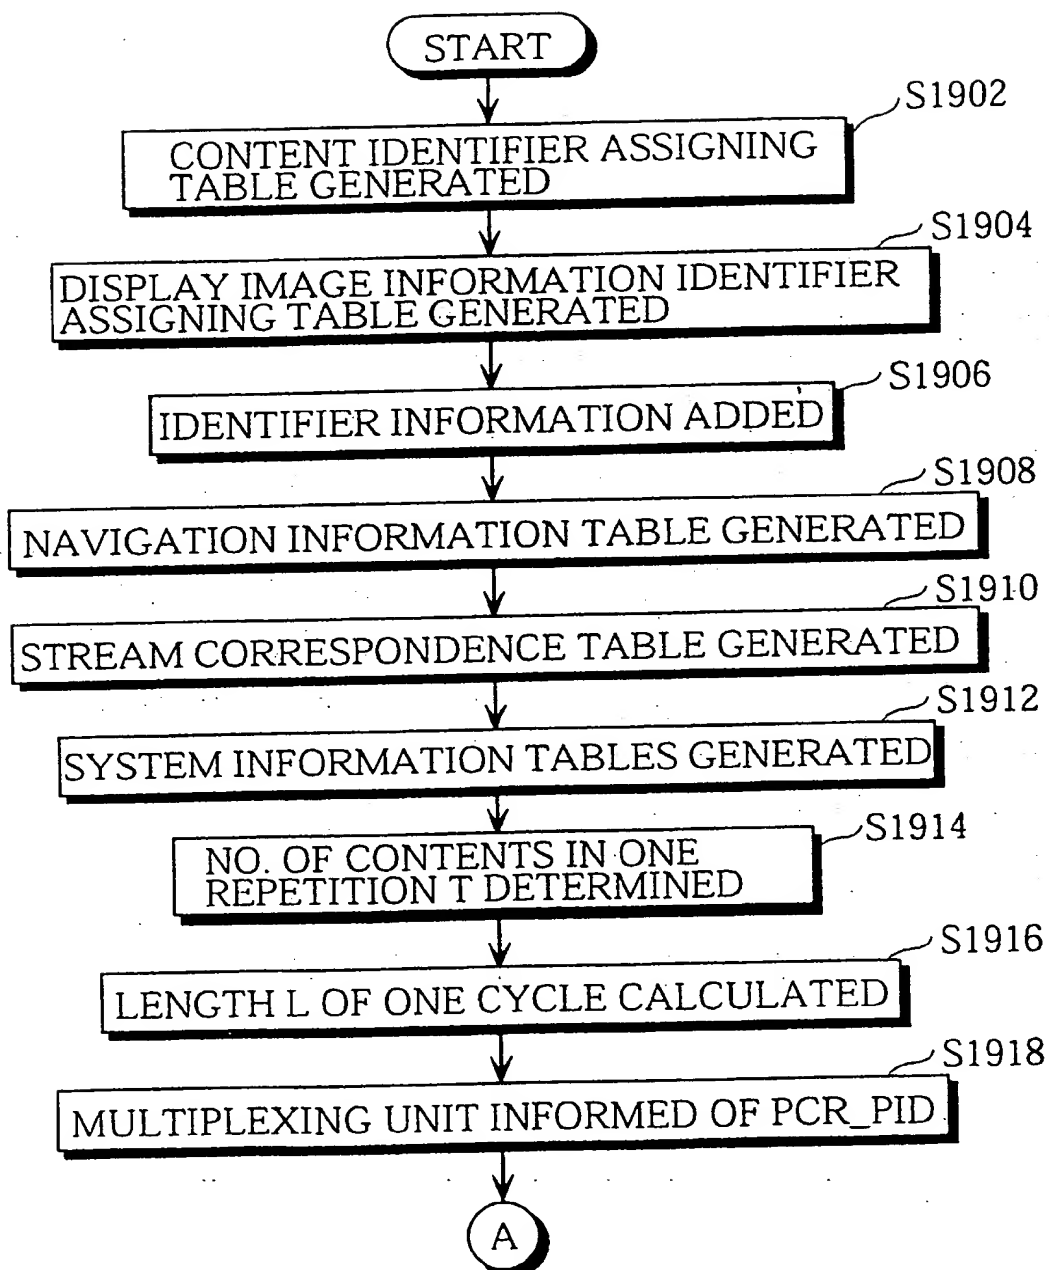 START
S1902
CONTENT IDENTIFIER ASSIGNING
TABLE GENERATED
S1904
DISPLAY IMAGE INFORMATION IDENTIFIER
ASSIGNING TABLE GENERATED
S1906
IDENTIFIER INFORMATION ADDED
S1908
NAVIGATION INFORMATION TABLE GENERATED
S1910
STREAM CORRESPONDENCE TABLE GENERATED
S1912
SYSTEM INFORMATION TABLES GENERATED
S1914
NO. OF CONTENTS IN ONE
REPETITION T DETERMINED
S1916
LENGTH L OF ONE CYCLE CALCULATED
S1918
MULTIPLEXING UNIT INFORMED OF PCR_PID
A